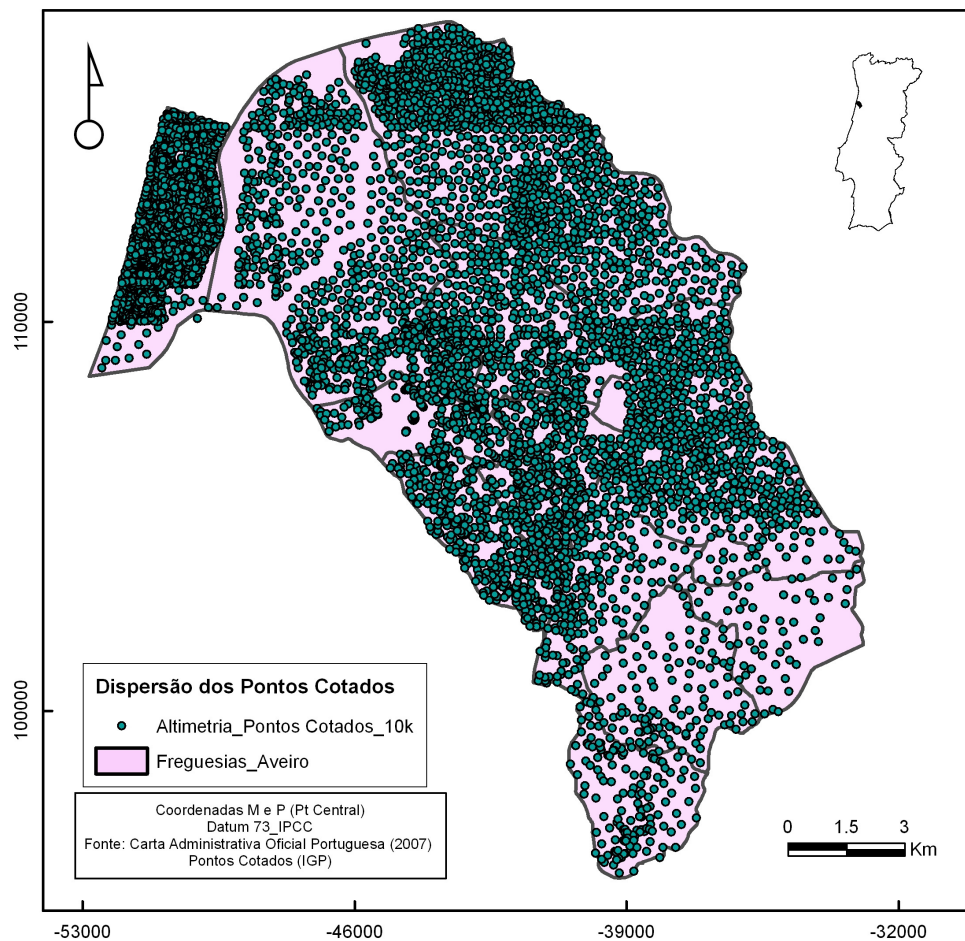 110000
100000
Dispersão dos Pontos Cotados
Altimetria_Pontos Cotados_10k
Freguesias_Aveiro
Coordenadas M e P (Pt Central)
Datum 73_IPCC
Fonte: Carta Administrativa Oficial Portuguesa (2007)
Pontos Cotados (IGP)
0 1.5 3
Km
-53000 -46000 -39000 -32000